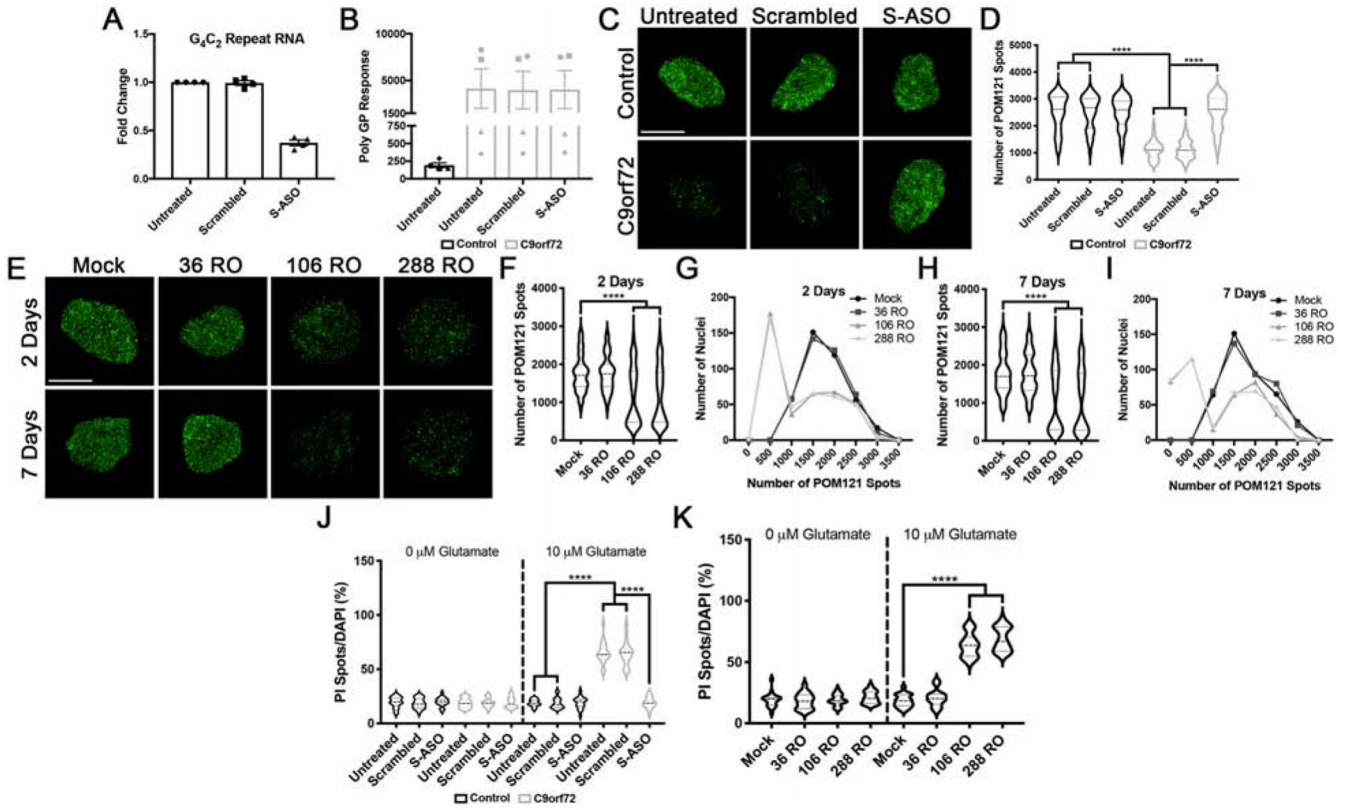 A
G₄C₂ Repeat RNA
Fold Change
1.5
1.0
0.5
0.0
Untreated
Scrambled
S-ASO
B
Poly GP Response
10000
5000
1500
750
500
250
0
Untreated
Untreated
Scrambled
S-ASO
Control
C9orf72
C
Untreated
Scrambled
S-ASO
Control
C9orf72
D
Number of POM121 Spots
5000
4000
3000
2000
1000
0
****
****
Untreated
Scrambled
S-ASO
Untreated
Scrambled
S-ASO
Control
C9orf72
E
Mock
36 RO
106 RO
288 RO
2 Days
7 Days
F
2 Days
Number of POM121 Spots
4000
3000
2000
1000
0
****
Mock
36 RO
106 RO
288 RO
G
2 Days
Number of Nuclei
200
150
100
50
0
Mock
36 RO
106 RO
288 RO
0
500
1000
1500
2000
2500
3000
3500
Number of POM121 Spots
H
7 Days
Number of POM121 Spots
4000
3000
2000
1000
0
****
Mock
36 RO
106 RO
288 RO
I
7 Days
Number of Nuclei
200
150
100
50
0
Mock
36 RO
106 RO
288 RO
0
500
1000
1500
2000
2500
3000
3500
Number of POM121 Spots
J
0 μM Glutamate
10 μM Glutamate
PI Spots/DAPI (%)
150
100
50
0
****
****
Untreated
Scrambled
S-ASO
Untreated
Scrambled
S-ASO
Untreated
Scrambled
S-ASO
Untreated
Scrambled
S-ASO
Control
C9orf72
K
0 μM Glutamate
10 μM Glutamate
PI Spots/DAPI (%)
150
100
50
0
****
Mock
36 RO
106 RO
288 RO
Mock
36 RO
106 RO
288 RO